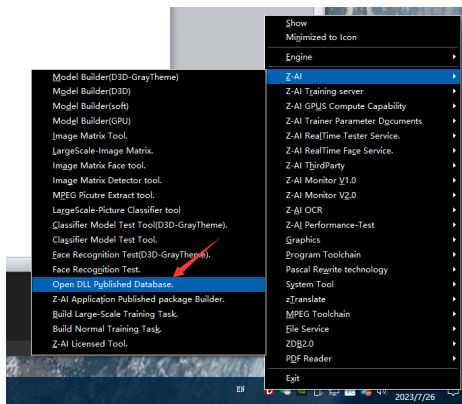 Show
Minimized to Icon
Engine
Z-AI
Z-AI Training server
Z-AI GPUS Compute Capability
Z-AI Trainer Parameter Documents
Z-AI RealTime Tester Service.
Z-AI RealTime Face Service.
Z-AI ThirdParty
Z-AI Monitor V1.0
Z-AI Monitor V2.0
Z-AI OCR
Z-AI Performance-Test
Graphics
Program Toolchain
Pascal Rewrite technology
System Tool
zTranslate
MPEG Toolchain
File Service
ZDB2.0
PDF Reader
Exit
Model Builder(D3D-GrayTheme)
Model Builder(D3D)
Model Builder(soft)
Model Builder(GPU)
Image Matrix Tool.
LargeScale-Image Matrix.
Image Matrix Face tool.
Image Matrix Detector tool.
MPEG Picutre Extract tool.
LargeScale-Picture Classifier tool
Classifier Model Test Tool(D3D-GrayTheme).
Classifier Model Test Tool.
Face Recognition Test(D3D-GrayTheme).
Face Recognition Test.
Open DLL Published Database.
Z-AI Application Published package Builder.
Build Large-Scale Training Task.
Build Normal Training Task.
Z-AI Licensed Tool.
EN
2023/7/26